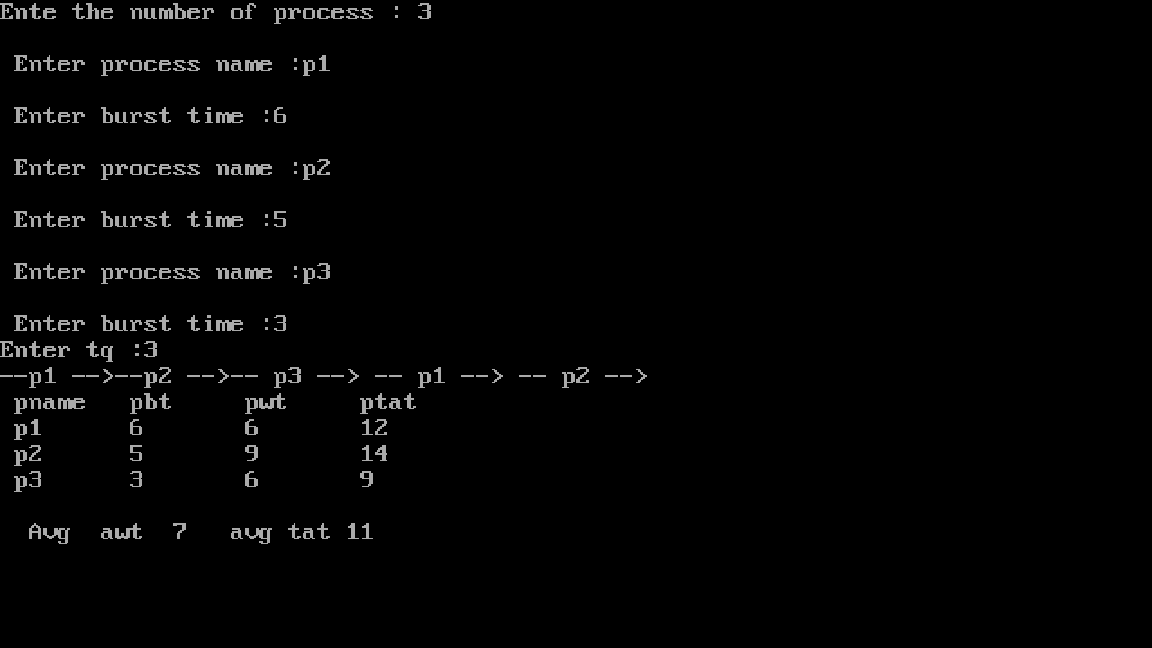 Ente the number of process : 3
Enter process name :p1
Enter burst time :6
Enter process name :p2
Enter burst time :5
Enter process name :p3
Enter burst time :3
Enter tq :3
--p1 -->--p2 -->-- p3 --> -- p1 --> -- p2 -->
pname pbt pwt ptat
p1 6 6 12
p2 5 9 14
p3 3 6 9
Avg awt 7 avg tat 11